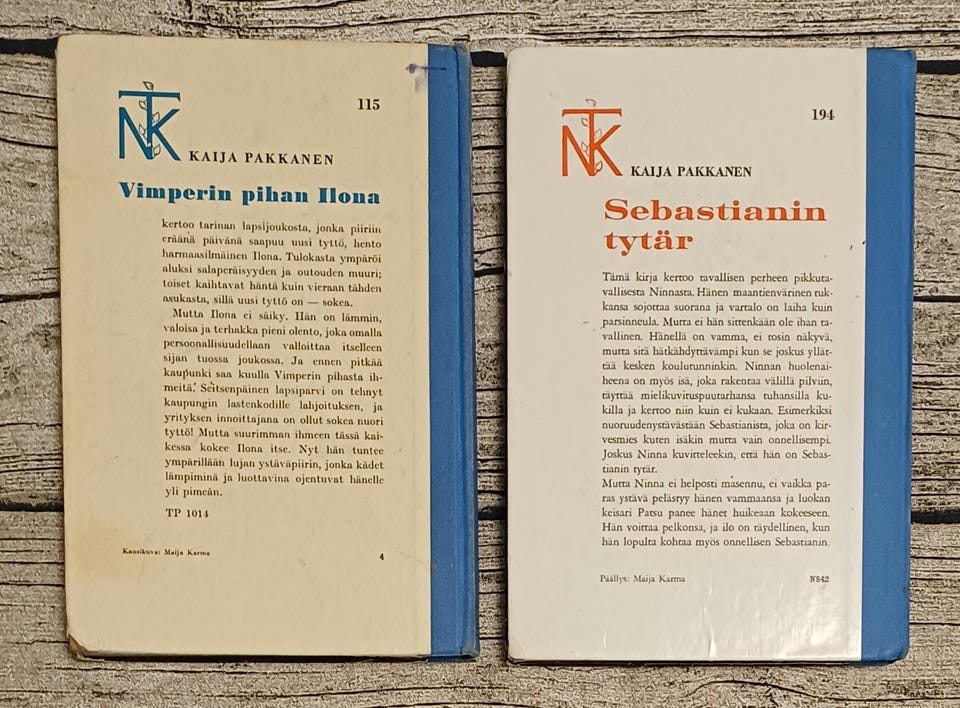 NTK
115
KAIJA PAKKANEN
Vimperin pihan Ilona
kertoo tarinan lapsijoukosta, jonka piiriin
eräänä päivänä saapuu uusi tyttö, hento
harmaasilmäinen Ilona. Tulokasta ympäröi
aluksi salaperäisyyden ja outouden muuri;
toiset kaihtavat häntä kuin vieraan tähden
asukasta, sillä uusi tyttö on — sokea.
Mutta Ilona ei säiky. Hän on lämmin,
valoisa ja terhakka pieni olento, joka omalla
persoonallisuudellaan valloittaa itselleen
sijan tuossa joukossa. Ja ennen pitkää
kaupunki saa kuulla Vimperin pihasta ih-
meitä. Seitsenpäinen lapsiparvi on tehnyt
kaupungin lastenkodille lahjoituksen, ja
yrityksen innoittajana on ollut sokea nuori
tyttö! Mutta suurimman ihmeen tässä kai-
kessa kokee Ilona itse. Nyt hän tuntee
ympärillään lujan ystäväpiirin, jonka kädet
lämpiminä ja luottavina ojentuvat hänelle
yli pimeän.
TP 1014
Kansikuva: Maija Karma
4
NTK
194
KAIJA PAKKANEN
Sebastianin
tytär
Tämä kirja kertoo tavallisen perheen pikkuta-
vallisesta Ninnasta. Hänen maantienvärinen tuk-
kansa sojottaa suorana ja vartalo on laiha kuin
parsinneula. Mutta ei hän sittenkään ole ihan ta-
vallinen. Hänellä on vamma, ei tosin näkyvä,
mutta sitä hätkähdyttävämpi kun se joskus yllät-
tää kesken koulutunninkin. Ninnan huolenai-
heena on myös isä, joka rakentaa välillä pilviin,
täyttää mielikuvituspuutarhansa tuhansilla ku-
killa ja kertoo niin kuin ei kukaan. Esimerkiksi
nuoruudenystävästään Sebastianista, joka on kir-
vesmies kuten isäkin mutta vain onnellisempi.
Joskus Ninna kuvitteleekin, että hän on Sebas-
tianin tytär.
Mutta Ninna ei helposti masennu, ei vaikka pa-
ras ystävä pelästyy hänen vammaansa ja luokan
keisari Patsu panee hänet huikeaan kokeeseen.
Hän voittaa pelkonsa, ja ilo on täydellinen, kun
hän lopulta kohtaa myös onnellisen Sebastianin.
Päällys: Maija Karma
NS42